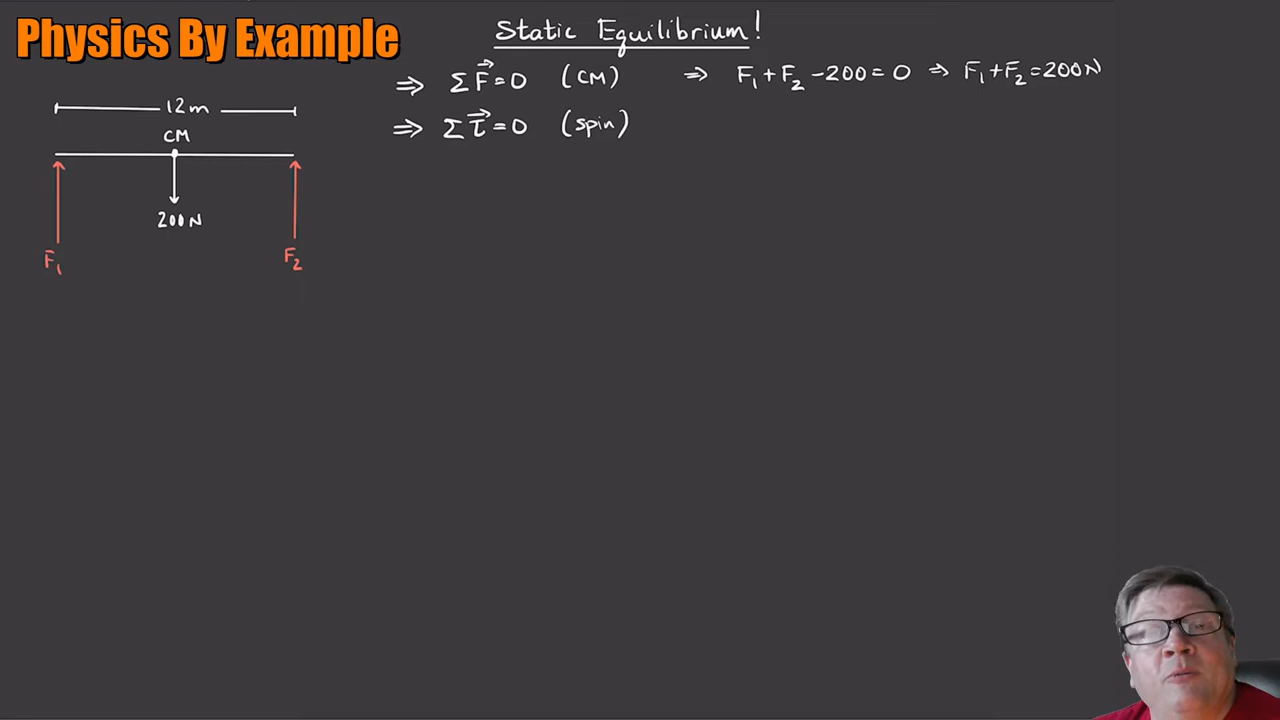 Physics By Example
Static Equilibrium!
⇒ ΣF⃗=0 (CM) ⇒ F₁+F₂-200=0 ⇒ F₁+F₂=200N
⇒ Στ⃗=0 (spin)
12m
CM
200N
F₁
F₂